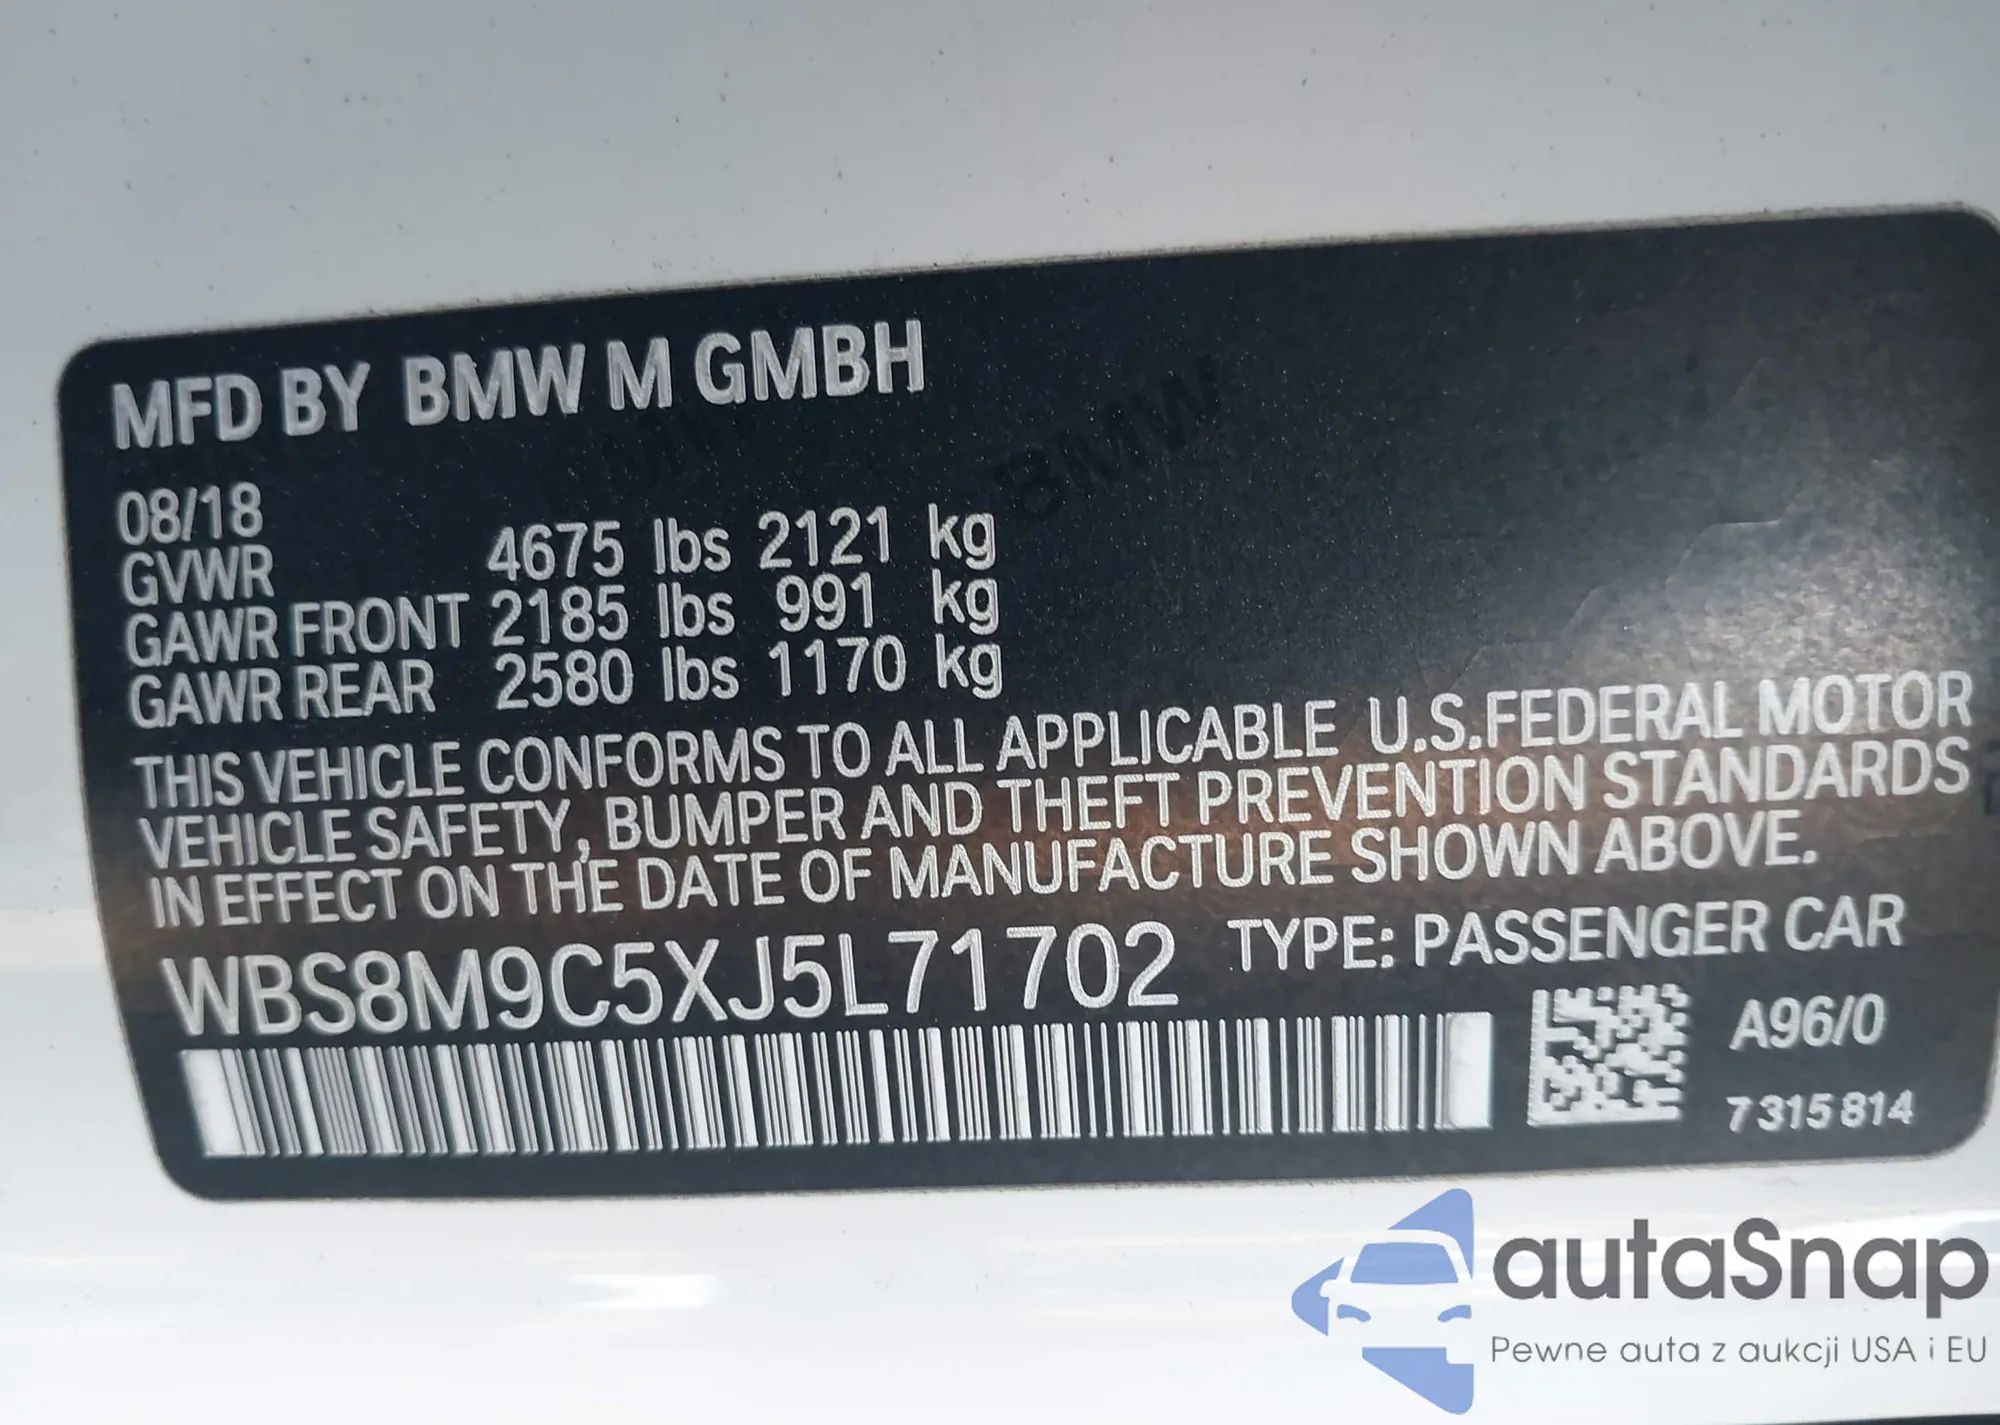 MFD BY BMW M GMBH
08/18
GVWR 4675 lbs 2121 kg
GAWR FRONT 2185 lbs 991 kg
GAWR REAR 2580 lbs 1170 kg
THIS VEHICLE CONFORMS TO ALL APPLICABLE U.S.FEDERAL MOTOR
VEHICLE SAFETY, BUMPER AND THEFT PREVENTION STANDARDS
IN EFFECT ON THE DATE OF MANUFACTURE SHOWN ABOVE.
WBS8M9C5XJ5L71702 TYPE: PASSENGER CAR
A96/0
7315814
BMW
autaSnap
Pewne auta z aukcji USA i EU